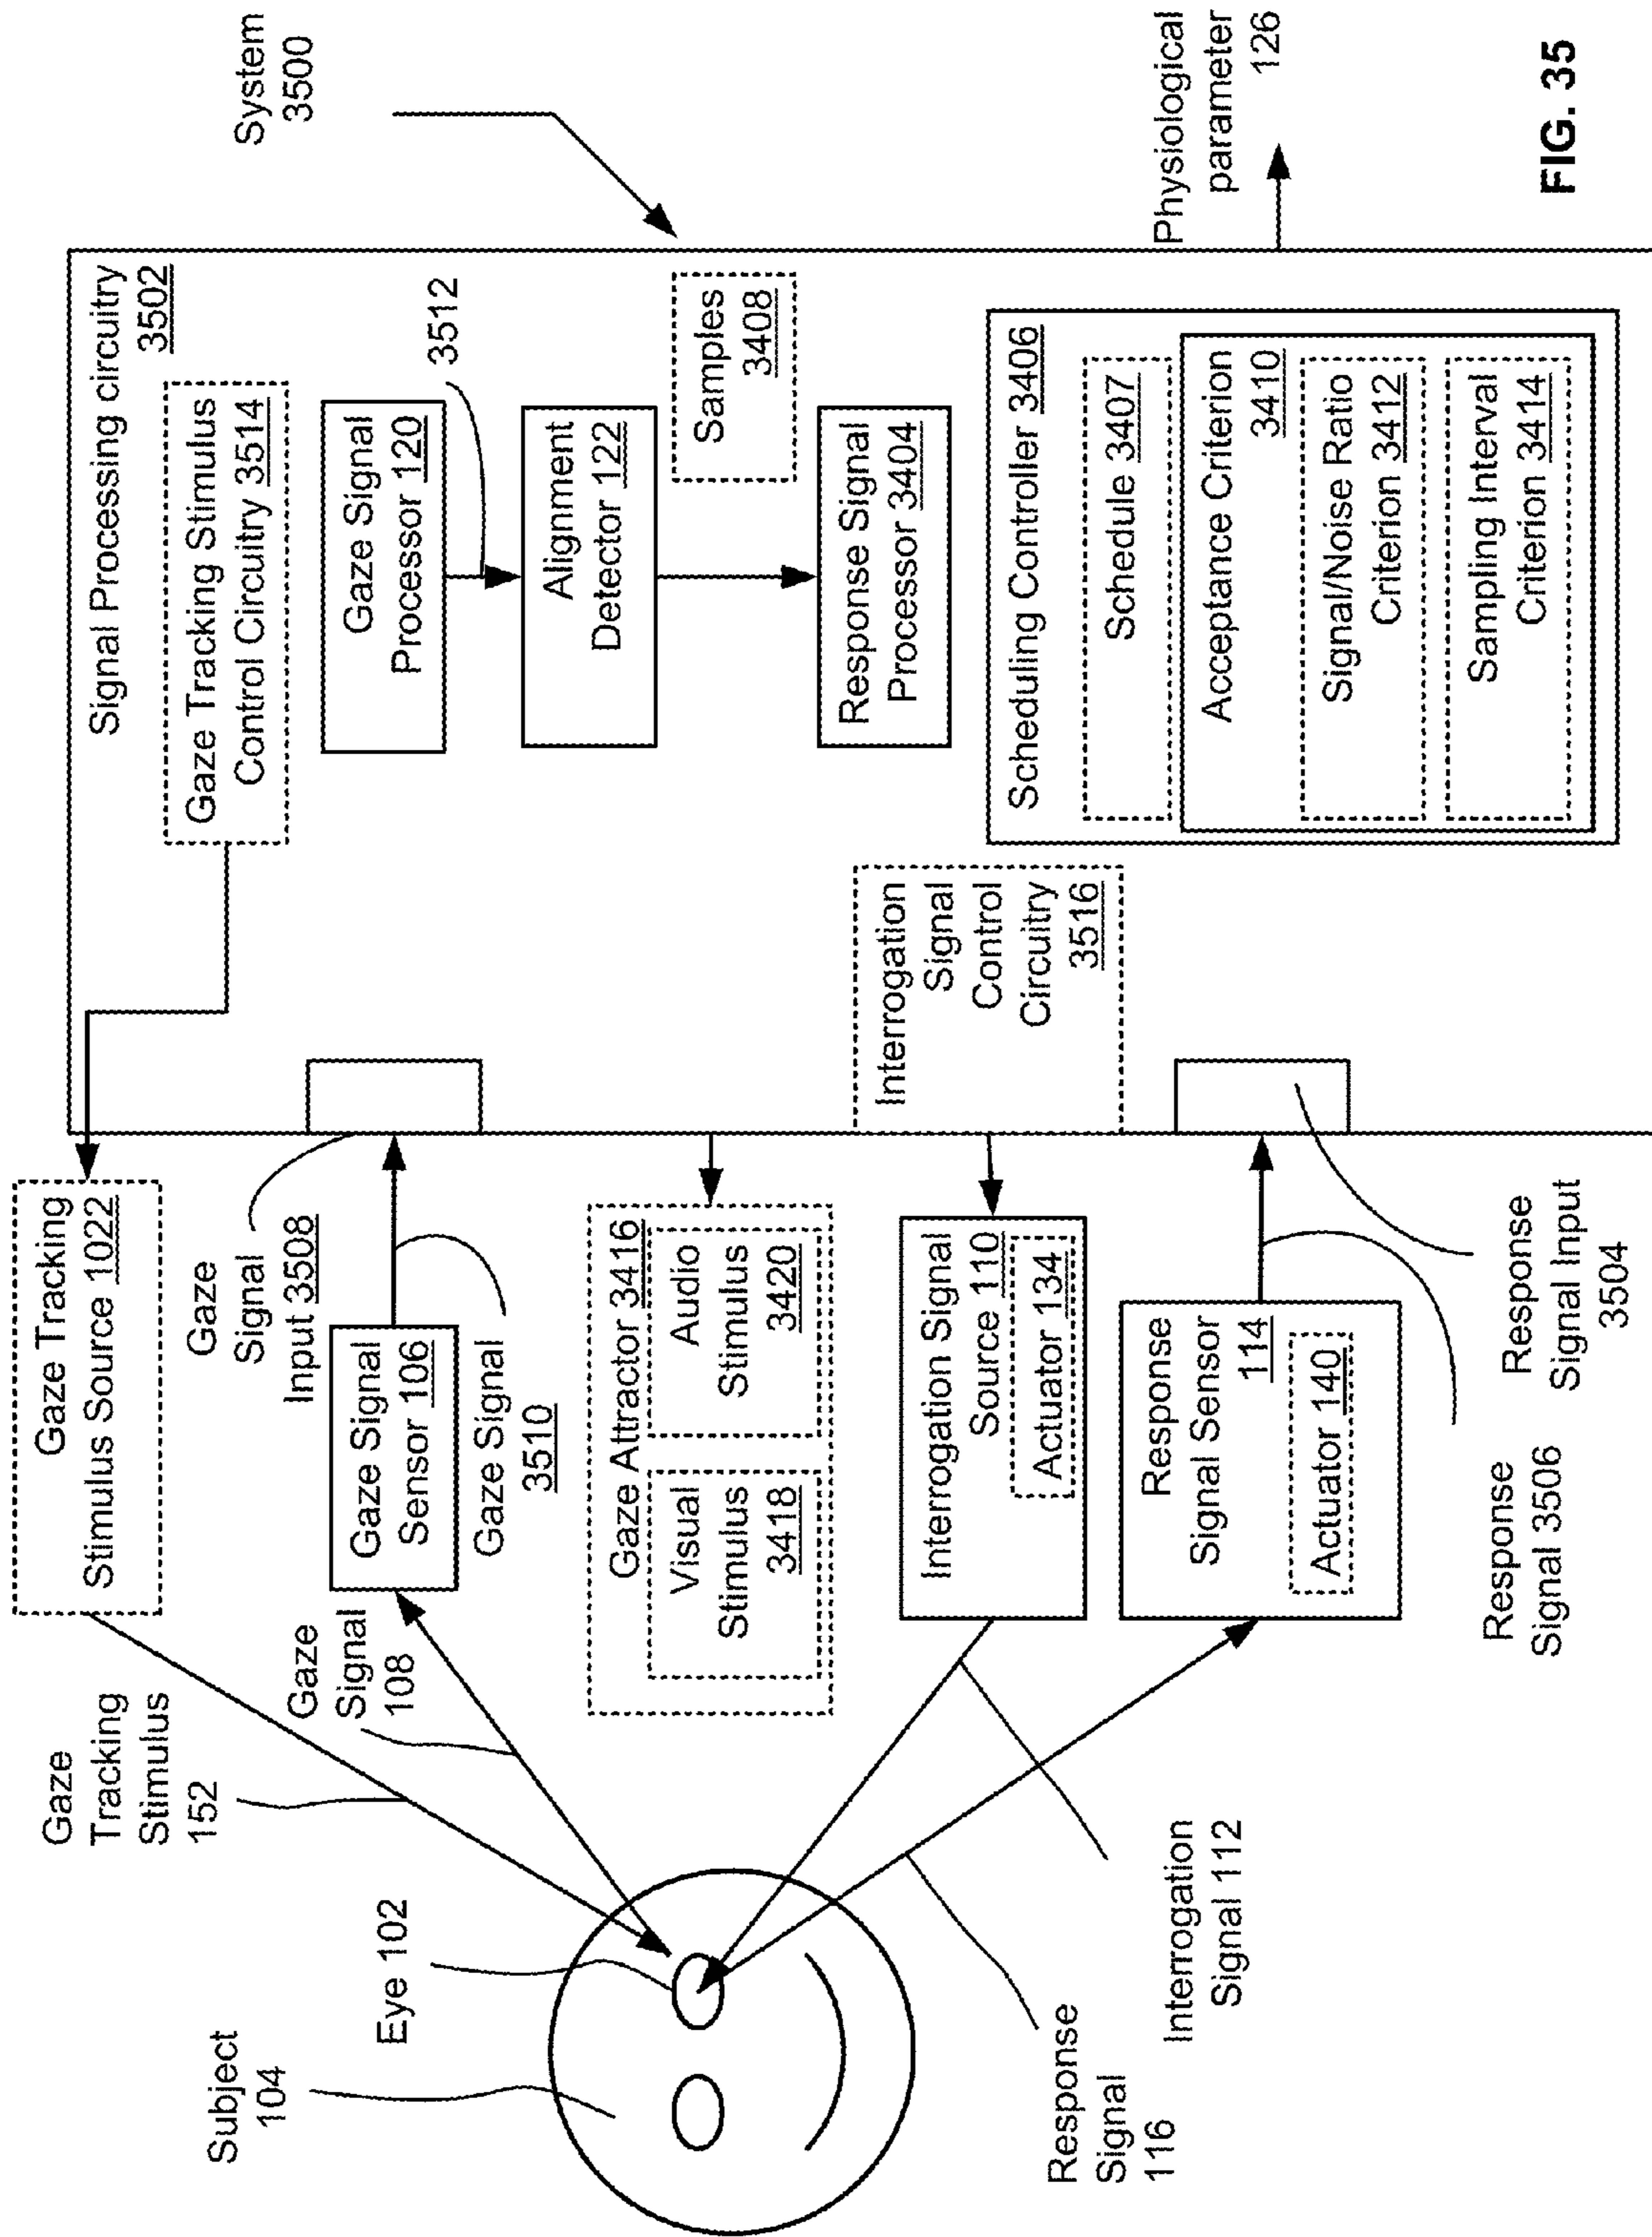 System
3500
Signal Processing circuitry
3502
Gaze Tracking Stimulus
Control Circuitry 3514
Gaze Signal
Processor 120
3512
Alignment
Detector 122
Samples
3408
Response Signal
Processor 3404
Scheduling Controller 3406
Schedule 3407
Acceptance Criterion
3410
Signal/Noise Ratio
Criterion 3412
Sampling Interval
Criterion 3414
Physiological
parameter
126
Interrogation
Signal
Control
Circuitry
3516
Gaze Tracking
Stimulus Source 1022
Gaze
Signal
Input 3508
Gaze Signal
Sensor 106
Gaze Signal
3510
Gaze Attractor 3416
Visual
Stimulus
3418
Audio
Stimulus
3420
Interrogation Signal
Source 110
Actuator 134
Response
Signal Sensor
114
Actuator 140
Response
Signal Input
3504
Response
Signal 3506
Gaze
Tracking
Stimulus
152
Gaze
Signal
108
Subject
104
Eye 102
Response
Signal
116
Interrogation
Signal 112
FIG. 35